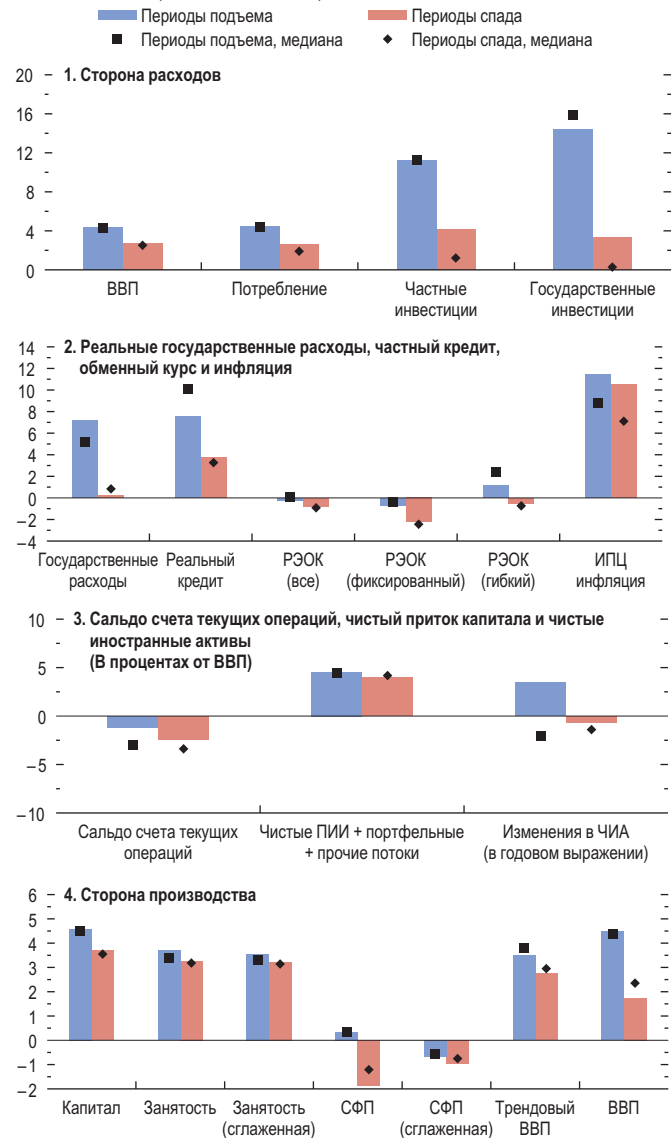 Периоды подъема
Периоды спада
Периоды подъема, медиана
Периоды спада, медиана
1. Сторона расходов
20
16
12
8
4
0
ВВП
Потребление
Частные
инвестиции
Государственные
инвестиции
2. Реальные государственные расходы, частный кредит,
обменный курс и инфляция
14
12
10
8
6
4
2
0
−2
−4
Государственные
расходы
Реальный
кредит
РЭОК
(все)
РЭОК
(фиксированный)
РЭОК
(гибкий)
ИПЦ
инфляция
3. Сальдо счета текущих операций, чистый приток капитала и чистые
иностранные активы
(В процентах от ВВП)
10
5
0
−5
−10
Сальдо счета текущих
операций
Чистые ПИИ + портфельные
+ прочие потоки
Изменения в ЧИА
(в годовом выражении)
4. Сторона производства
6
5
4
3
2
1
0
−1
−2
Капитал
Занятость
Занятость
(сглаженная)
СФП
СФП
(сглаженная)
Трендовый
ВВП
ВВП